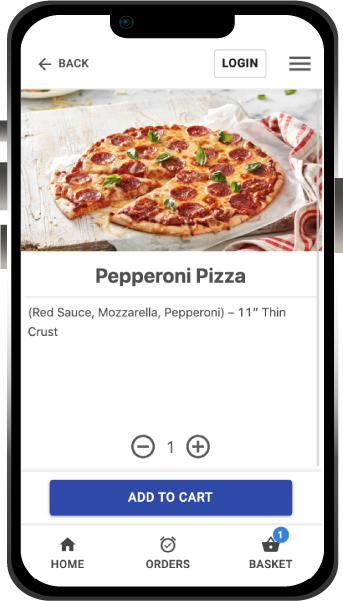 BACK
LOGIN
Pepperoni Pizza
(Red Sauce, Mozzarella, Pepperoni) – 11” Thin
Crust
1
ADD TO CART
1
HOME
ORDERS
BASKET